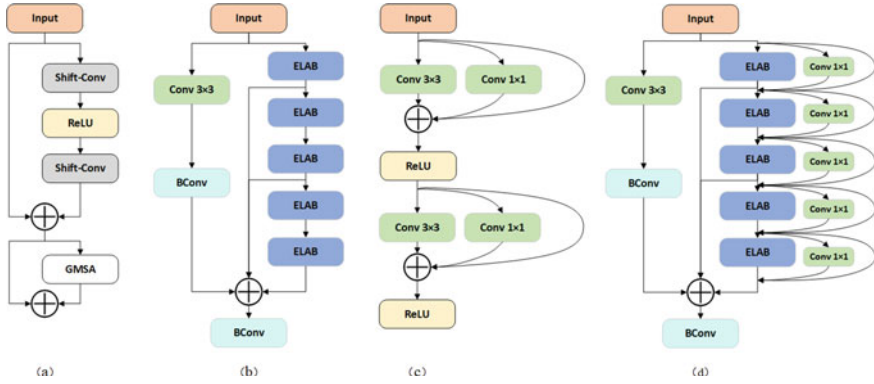 Input
Shift-Conv
ReLU
Shift-Conv
GMSA
(a)
Input
Conv 3×3
BConv
ELAB
ELAB
ELAB
ELAB
ELAB
BConv
(b)
Input
Conv 3×3
Conv 1×1
ReLU
Conv 3×3
Conv 1×1
ReLU
(c)
Input
Conv 3×3
BConv
ELAB
Conv 1×1
ELAB
Conv 1×1
ELAB
Conv 1×1
ELAB
Conv 1×1
ELAB
Conv 1×1
BConv
(d)